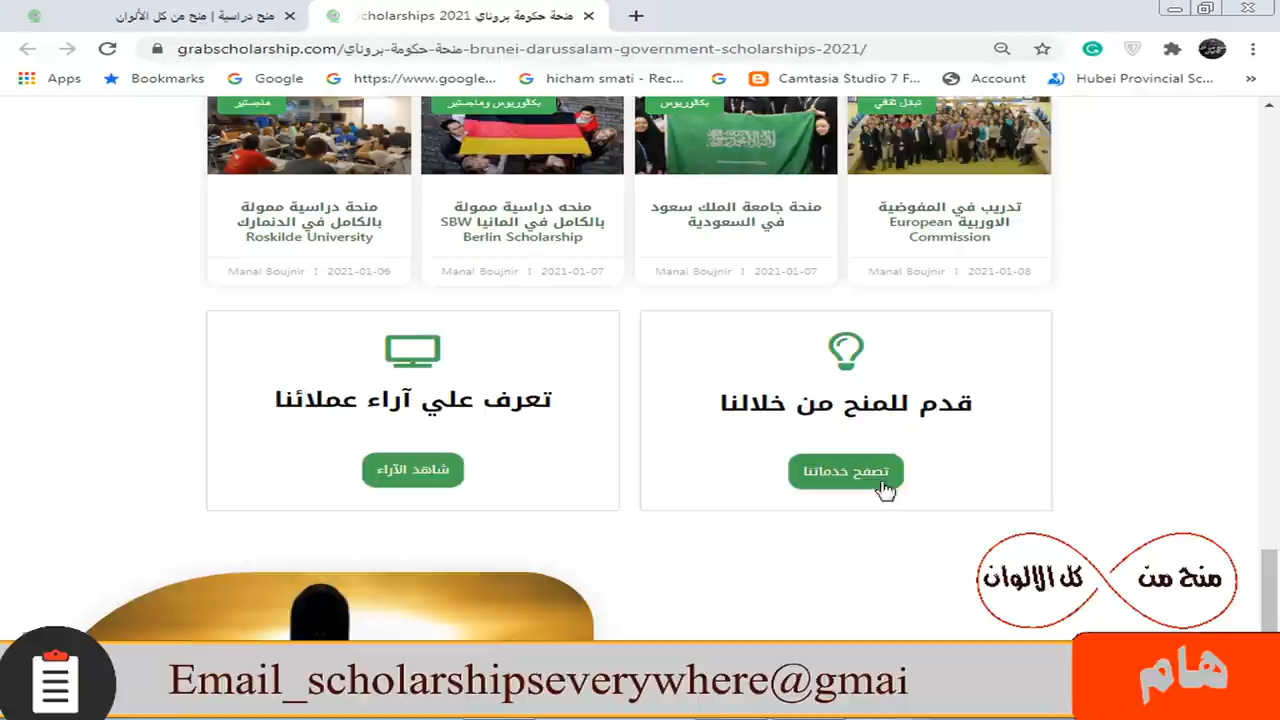 منح دراسية | منح من كل الألوان
منحة حكومة بروناي Scholarships 2021
grabscholarship.com/منحة-حكومة-بروناي-brunei-darussalam-government-scholarships-2021/
Apps
Bookmarks
Google
https://www.google...
hicham smati - Rec...
Camtasia Studio 7 F...
Account
Hubei Provincial Sc...
»
ماجستير
بكالوريوس وماجستير
بكالوريوس
تبادل ثقافي
منحة دراسية ممولة
بالكامل في الدنمارك
Roskilde University
Manal Boujnir
2021-01-06
منحه دراسية ممولة
بالكامل في المانيا SBW
Berlin Scholarship
Manal Boujnir
2021-01-07
منحة جامعة الملك سعود
في السعودية
Manal Boujnir
2021-01-07
تدريب في المفوضية
الاوربية European
Commission
Manal Boujnir
2021-01-08
تعرف علي آراء عملائنا
شاهد الآراء
قدم للمنح من خلالنا
تصفح خدماتنا
منح من كل الالوان
Email_scholarshipseverywhere@gmai
هام